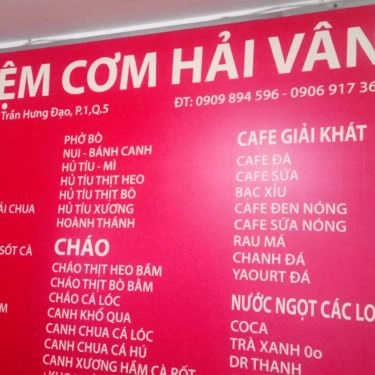 ỆM CƠM HẢI VÂN
Trần Hưng Đạo, P.1,Q.5
ĐT: 0909 894 596 - 0906 917 36
PHỞ BÒ
NUI - BÁNH CANH
HỦ TÍU - MÌ
HỦ TÍU THỊT HEO
HỦ TÍU THỊT BÒ
HỦ TÍU XƯƠNG
HOÀNH THÁNH
CHÁO
CHÁO THỊT HEO BẰM
CHÁO THỊT BÒ BẰM
CHÁO CÁ LÓC
CANH KHỔ QUA
CANH CHUA CÁ LÓC
CANH CHUA CÁ HÚ
CANH XƯƠNG HẦM CÀ RỐT
CAFE GIẢI KHÁT
CAFE ĐÁ
CAFE SỮA
BẠC XỈU
CAFE ĐEN NÓNG
CAFE SỮA NÓNG
RAU MÁ
CHANH ĐÁ
YAOURT ĐÁ
NƯỚC NGỌT CÁC LO
COCA
TRÀ XANH 0o
DR THANH
ẢI CHUA
SỐT CÀ